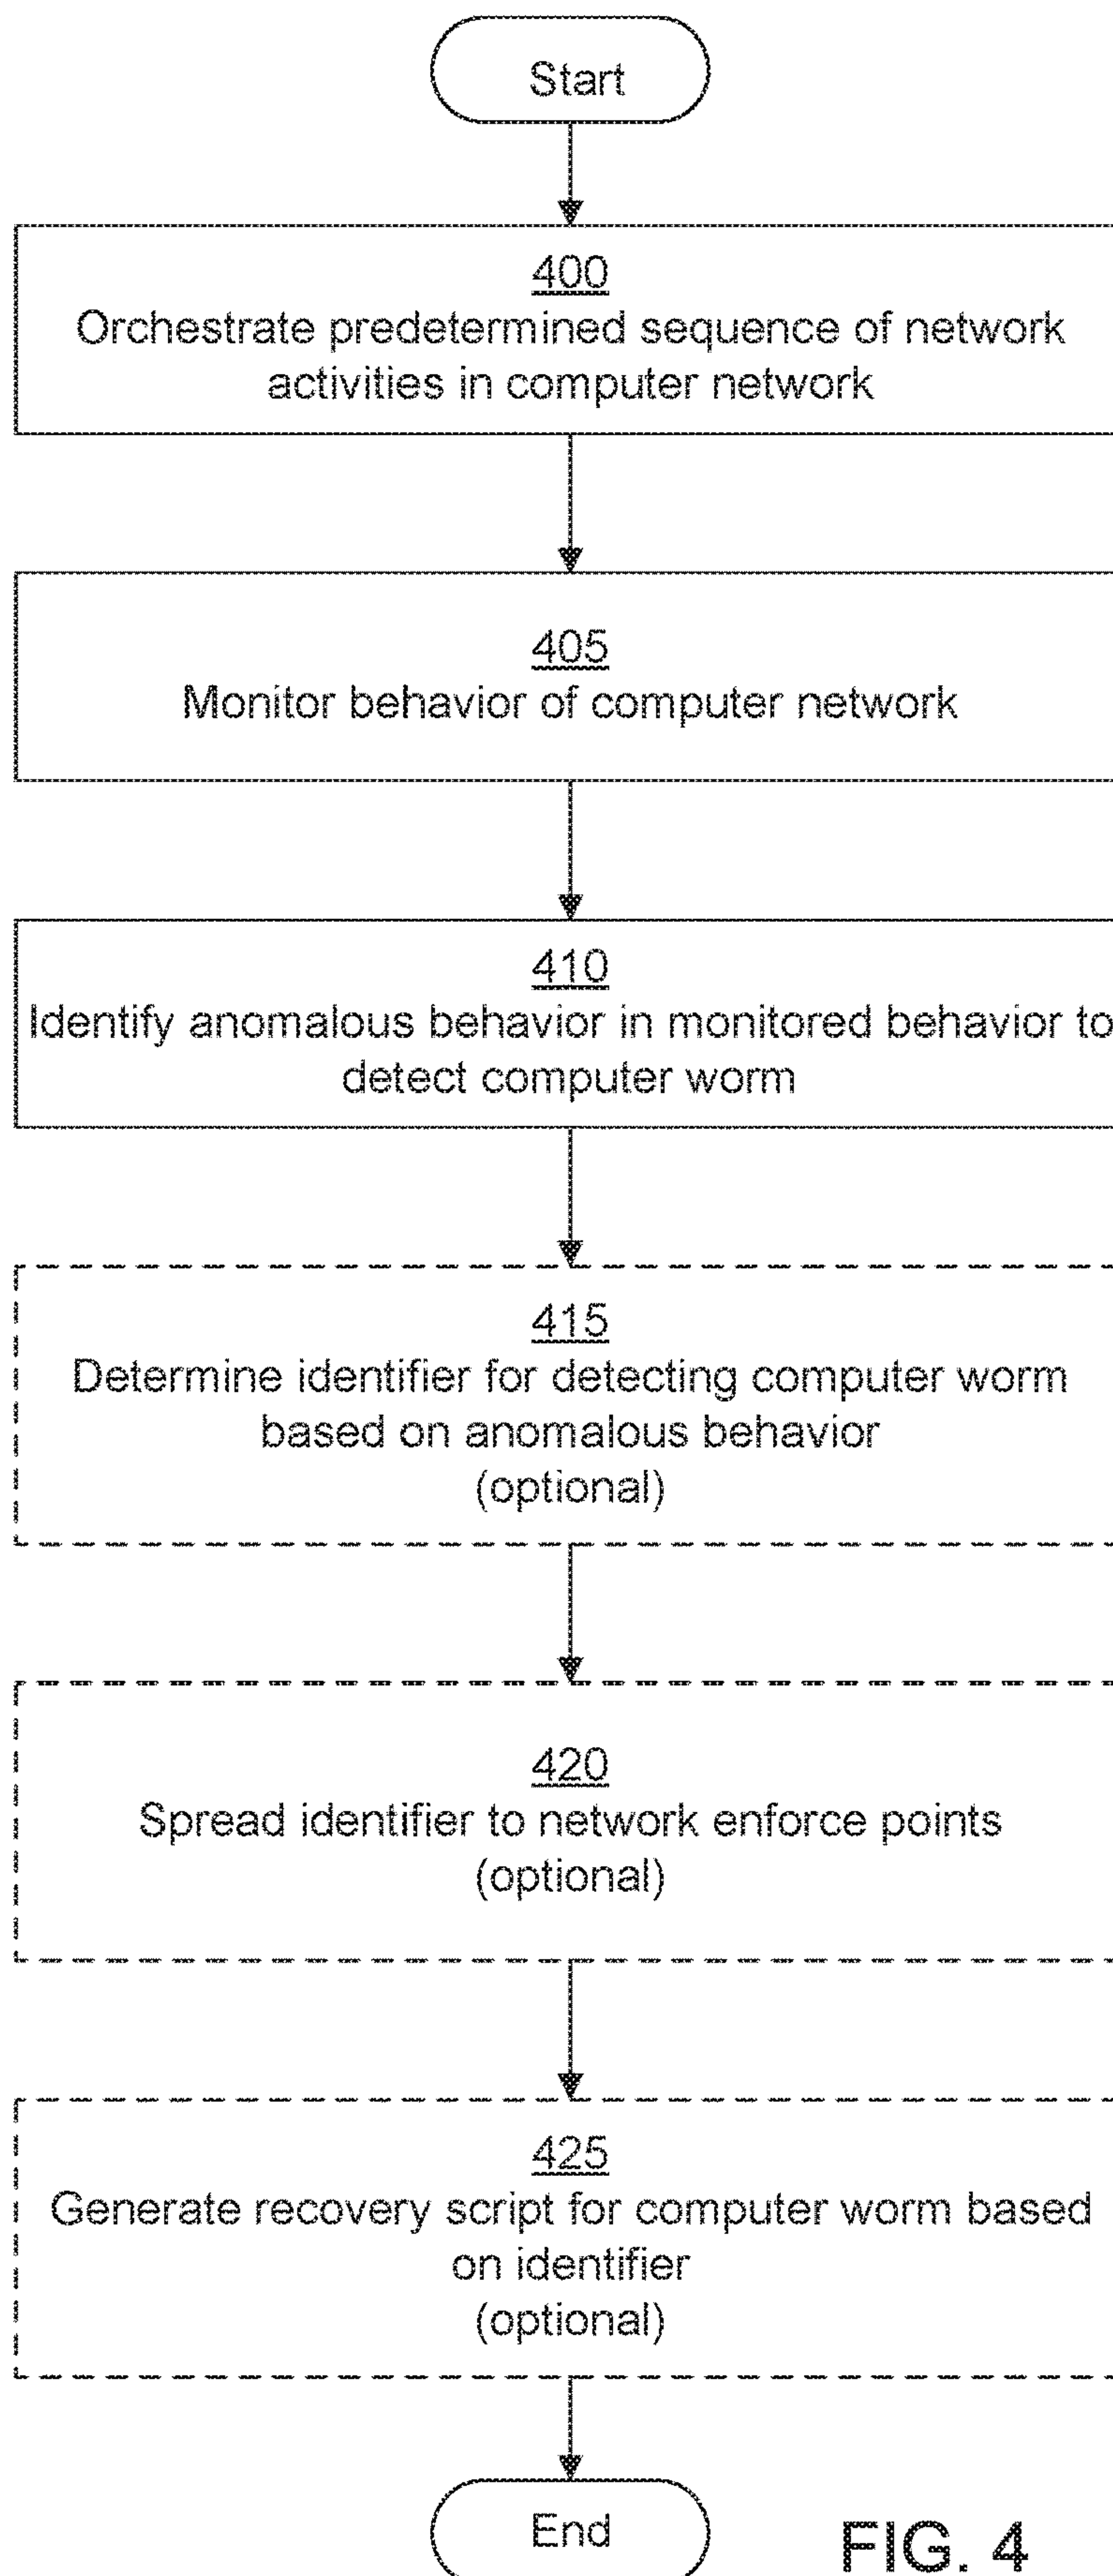 Start
400
Orchestrate predetermined sequence of network
activities in computer network
405
Monitor behavior of computer network
410
Identify anomalous behavior in monitored behavior to
detect computer worm
415
Determine identifier for detecting computer worm
based on anomalous behavior
(optional)
420
Spread identifier to network enforce points
(optional)
425
Generate recovery script for computer worm based
on identifier
(optional)
End
FIG. 4